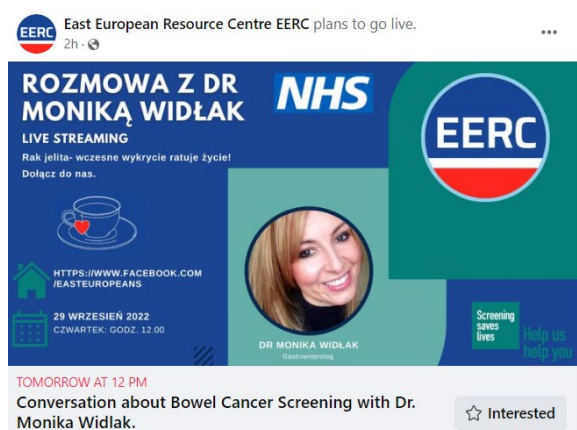 East European Resource Centre EERC plans to go live.
2h
EERC
ROZMOWA Z DR
MONIKĄ WIDŁAK
LIVE STREAMING
Rak jelita- wczesne wykrycie ratuje życie!
Dołącz do nas.
NHS
EERC
HTTPS://WWW.FACEBOOK.COM
/EASTEUROPEANS
29 WRZESIEŃ 2022
CZWARTEK: GODZ. 12.00
DR MONIKA WIDŁAK
Gastroenterolog
Screening
saves
lives
Help us
help you
TOMORROW AT 12 PM
Conversation about Bowel Cancer Screening with Dr.
Monika Widlak.
Interested